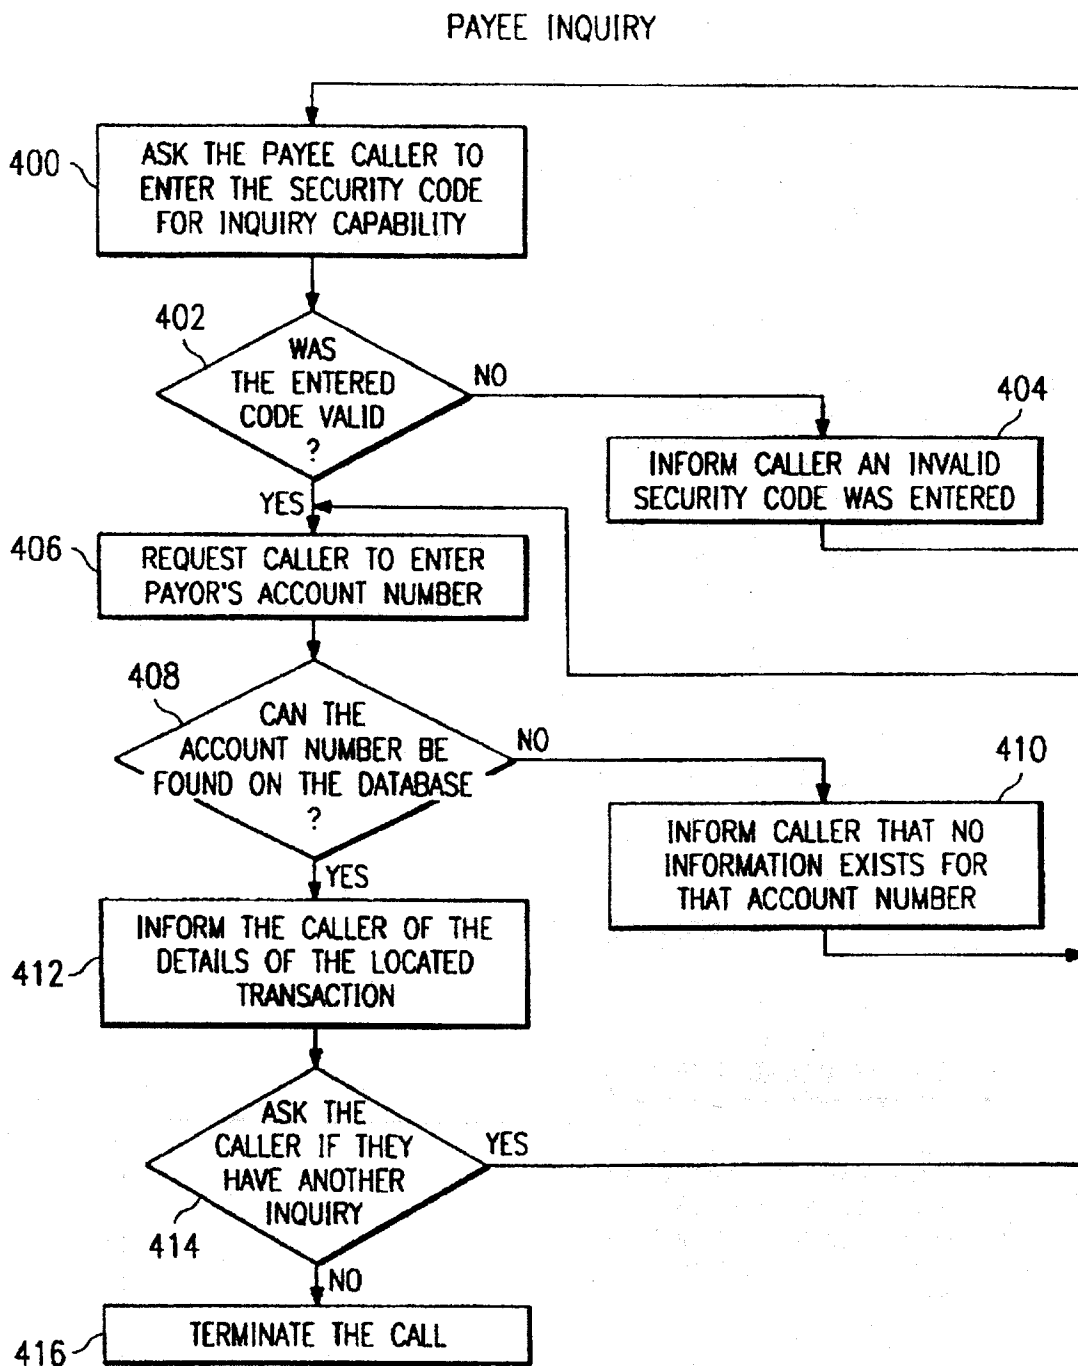 PAYEE INQUIRY
400
ASK THE PAYEE CALLER TO
ENTER THE SECURITY CODE
FOR INQUIRY CAPABILITY
402
WAS
THE ENTERED
CODE VALID
?
NO
YES
404
INFORM CALLER AN INVALID
SECURITY CODE WAS ENTERED
406
REQUEST CALLER TO ENTER
PAYOR'S ACCOUNT NUMBER
408
CAN THE
ACCOUNT NUMBER BE
FOUND ON THE DATABASE
?
NO
YES
410
INFORM CALLER THAT NO
INFORMATION EXISTS FOR
THAT ACCOUNT NUMBER
412
INFORM THE CALLER OF THE
DETAILS OF THE LOCATED
TRANSACTION
ASK THE
CALLER IF THEY
HAVE ANOTHER
INQUIRY
414
YES
NO
416
TERMINATE THE CALL